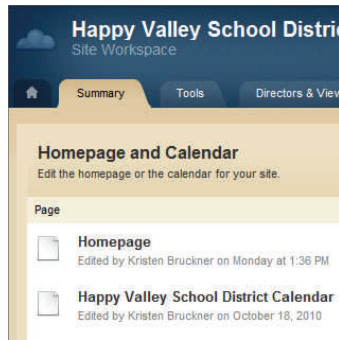 Happy Valley School
Site Workspace
Summary
Tools
Directors &
Homepage and Calendar
Edit the homepage or the calendar for your site.
Page
Homepage
Edited by Kristen Bruckner on Monday at 1:36 PM
Happy Valley School District Calendar
Edited by Kristen Bruckner on October 18, 2010